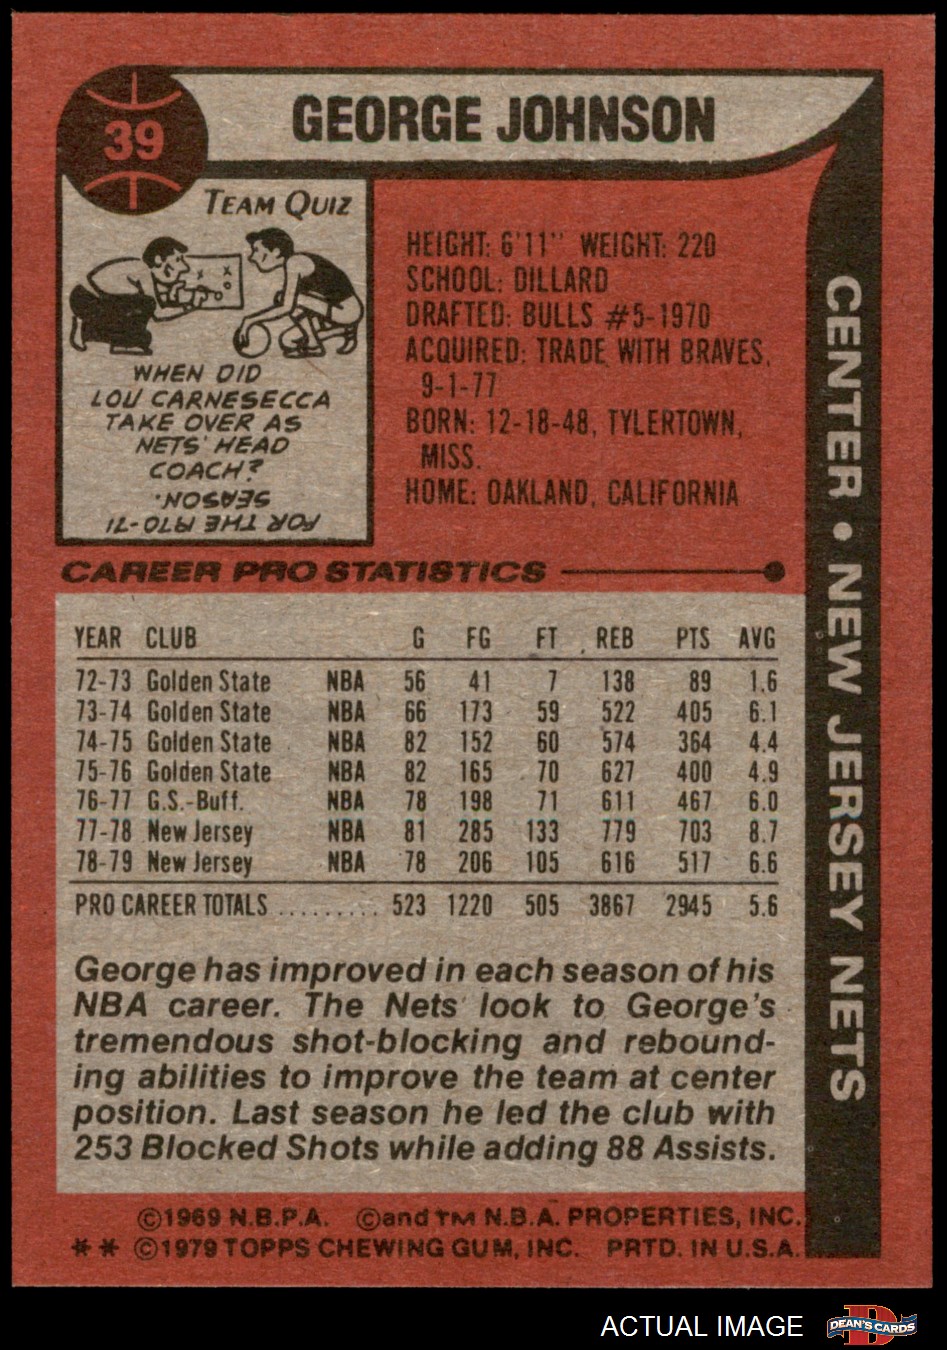 39
GEORGE JOHNSON
TEAM QUIZ
WHEN DID
LOU CARNESECCA
TAKE OVER AS
NETS' HEAD
COACH?
FOR THE 1970-71
SEASON.
HEIGHT: 6'11" WEIGHT: 220
SCHOOL: DILLARD
DRAFTED: BULLS #5-1970
ACQUIRED: TRADE WITH BRAVES,
9-1-77
BORN: 12-18-48, TYLERTOWN,
MISS.
HOME: OAKLAND, CALIFORNIA
CENTER • NEW JERSEY NETS
CAREER PRO STATISTICS
YEAR CLUB G FG FT REB PTS AVG
72-73 Golden State NBA 56 41 7 138 89 1.6
73-74 Golden State NBA 66 173 59 522 405 6.1
74-75 Golden State NBA 82 152 60 574 364 4.4
75-76 Golden State NBA 82 165 70 627 400 4.9
76-77 G.S.-Buff. NBA 78 198 71 611 467 6.0
77-78 New Jersey NBA 81 285 133 779 703 8.7
78-79 New Jersey NBA 78 206 105 616 517 6.6
PRO CAREER TOTALS ......... 523 1220 505 3867 2945 5.6
George has improved in each season of his
NBA career. The Nets look to George's
tremendous shot-blocking and rebound-
ing abilities to improve the team at center
position. Last season he led the club with
253 Blocked Shots while adding 88 Assists.
©1969 N.B.P.A. ©and TM N.B.A. PROPERTIES, INC.
** ©1979 TOPPS CHEWING GUM, INC. PRTD. IN U.S.A.
ACTUAL IMAGE
D
DEAN'S CARDS